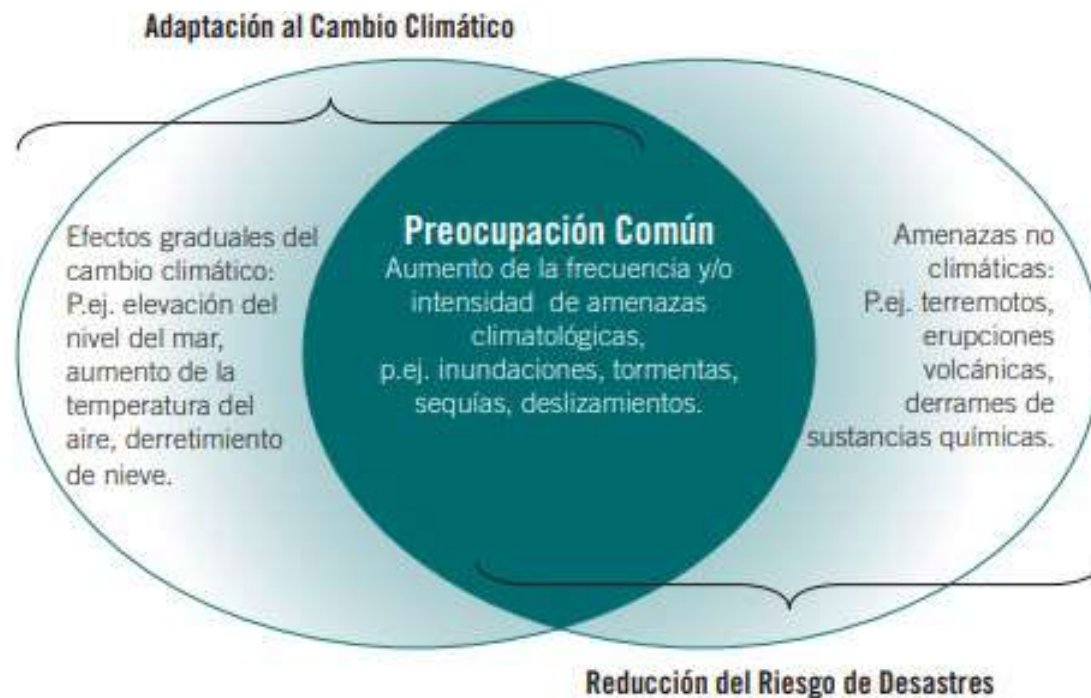 Adaptación al Cambio Climático
Efectos graduales del
cambio climático:
P.ej. elevación del
nivel del mar,
aumento de la
temperatura del
aire, derretimiento
de nieve.
Preocupación Común
Aumento de la frecuencia y/o
intensidad de amenazas
climatológicas,
p.ej. inundaciones, tormentas,
sequías, deslizamientos.
Amenazas no
climáticas:
P.ej. terremotos,
erupciones
volcánicas,
derrames de
sustancias químicas.
Reducción del Riesgo de Desastres